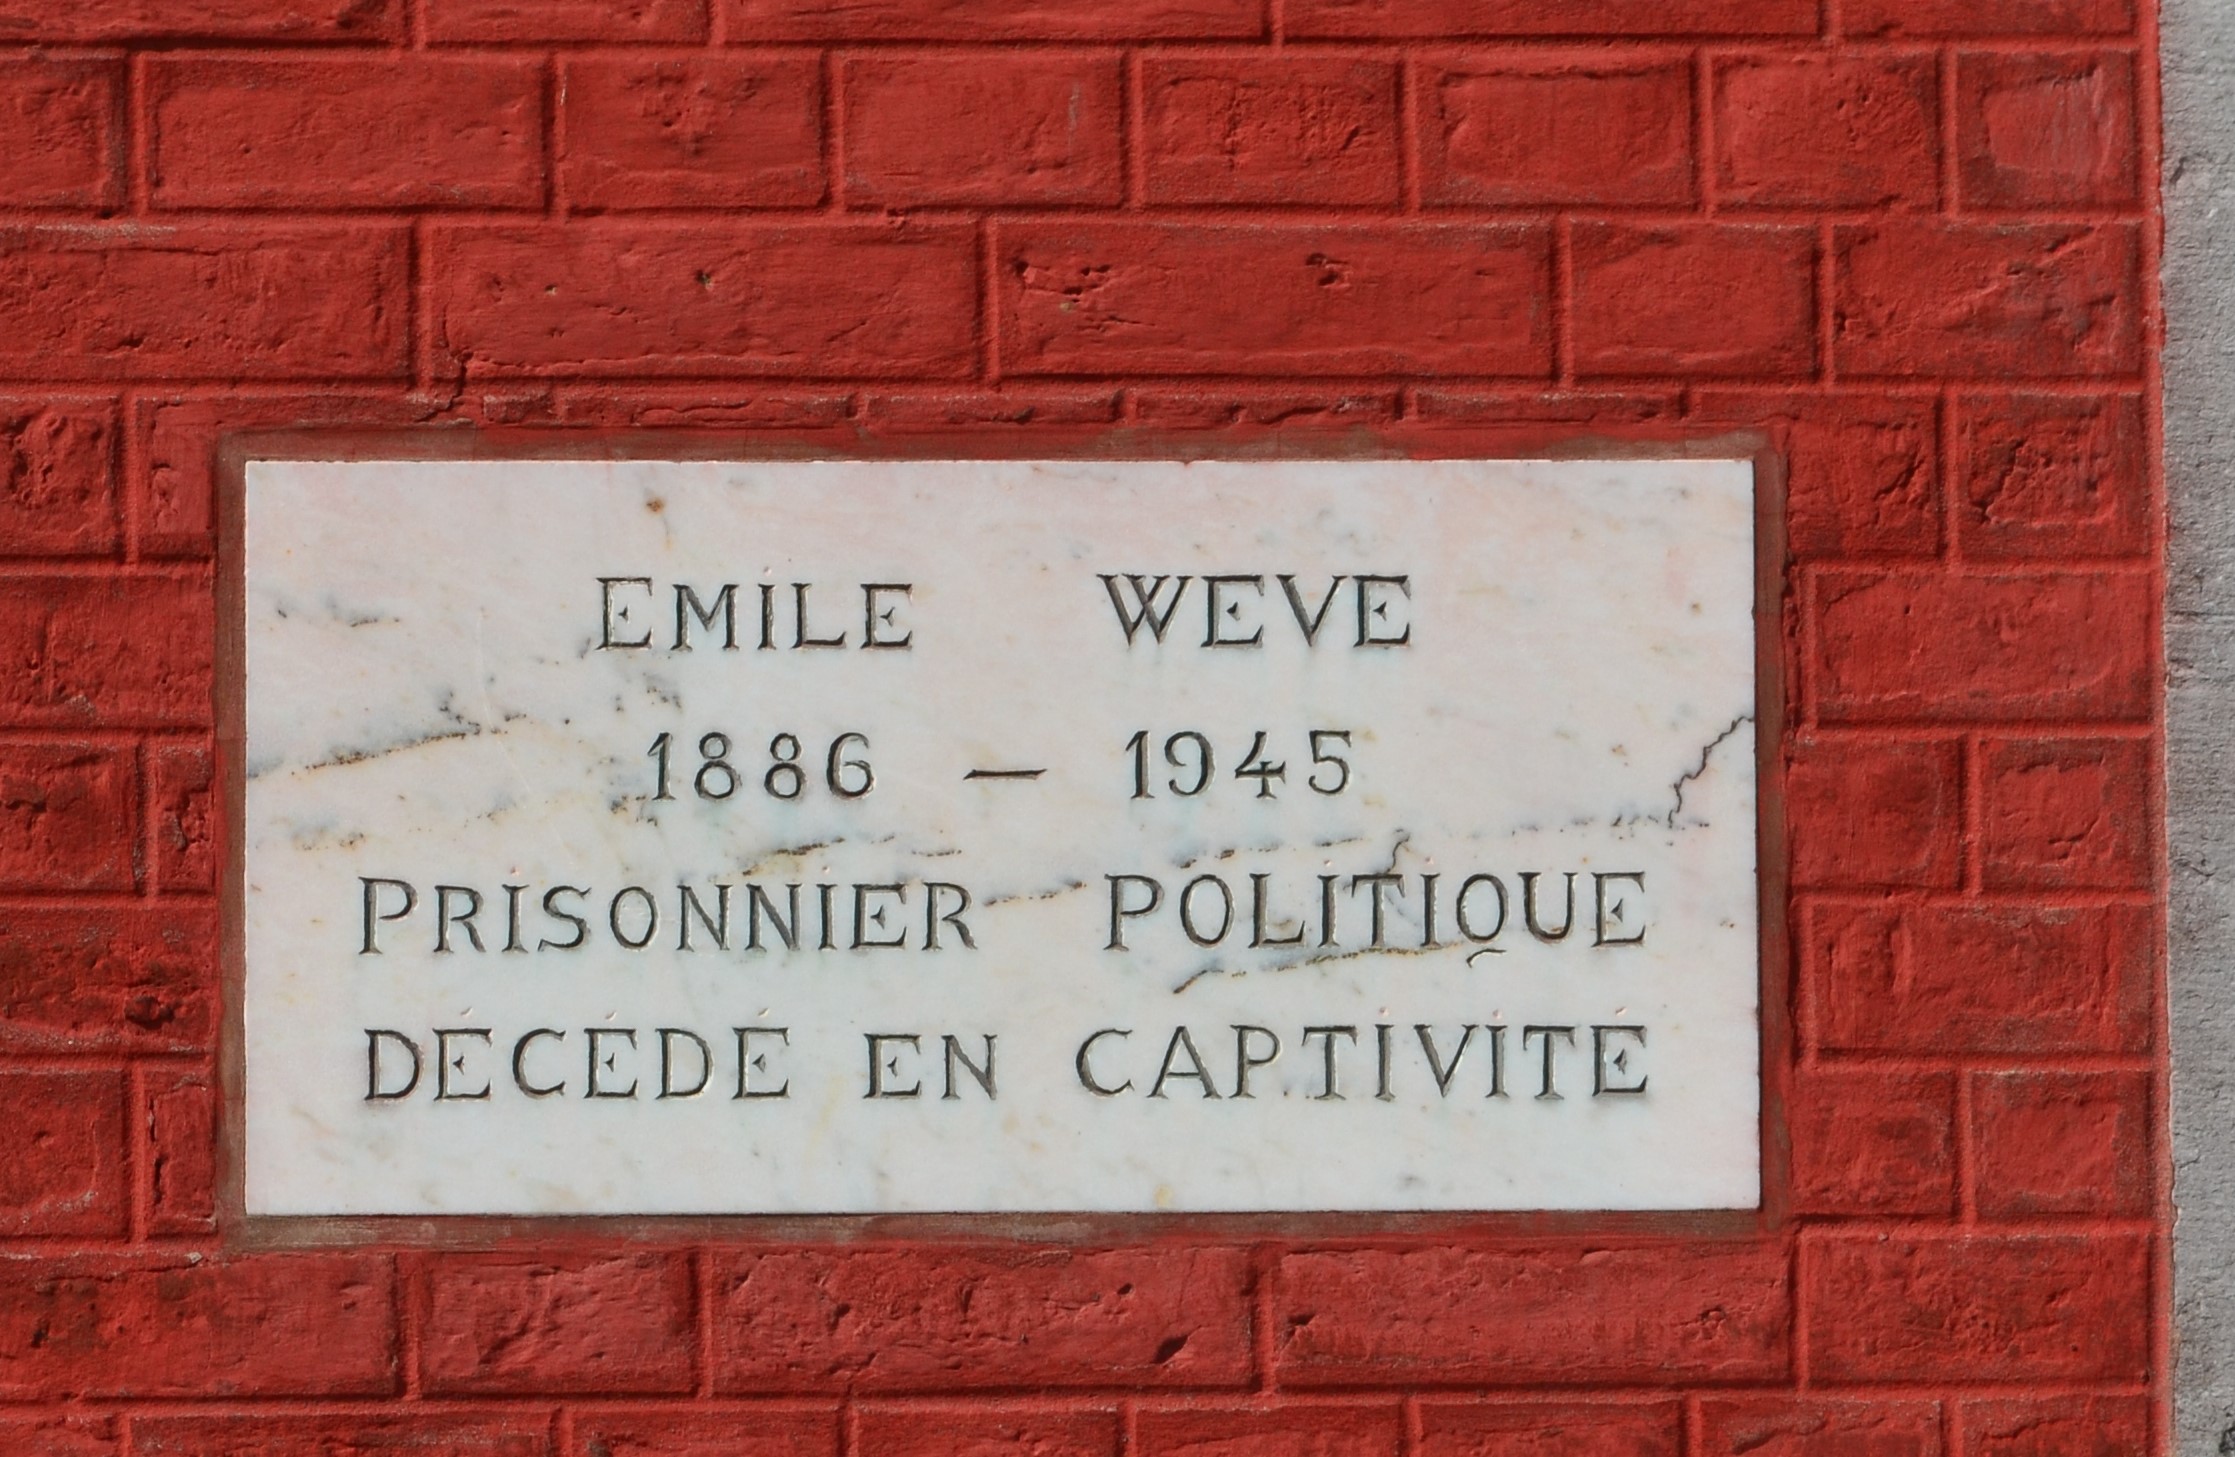 EMILE WEVE
1886 — 1945
PRISONNIER POLITIQUE
DÉCÉDÉ EN CAPTIVITÉ